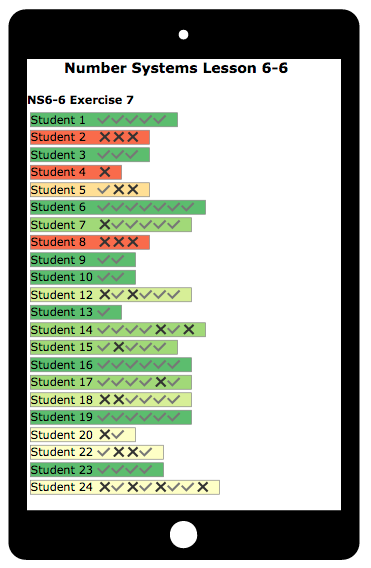 Number Systems Lesson 6-6
NS6-6 Exercise 7
Student 1 ✓✓✓✓✓
Student 2 ✕✕✕
Student 3 ✓✓✓
Student 4 ✕
Student 5 ✓✕✕
Student 6 ✓✓✓✓✓✓✓
Student 7 ✕✓✓✓✓✓
Student 8 ✕✕✕
Student 9 ✓✓
Student 10 ✓✓
Student 12 ✕✓✕✓✓✓
Student 13 ✓
Student 14 ✓✓✓✓✕✓✕
Student 15 ✓✕✓✓✓
Student 16 ✓✓✓✓✓✓
Student 17 ✓✓✓✓✕✓
Student 18 ✕✕✓✓✓✓
Student 19 ✓✓✓✓✓✓
Student 20 ✕✓
Student 22 ✓✕✕✓
Student 23 ✓✓✓✓
Student 24 ✕✓✕✓✕✓✓✕